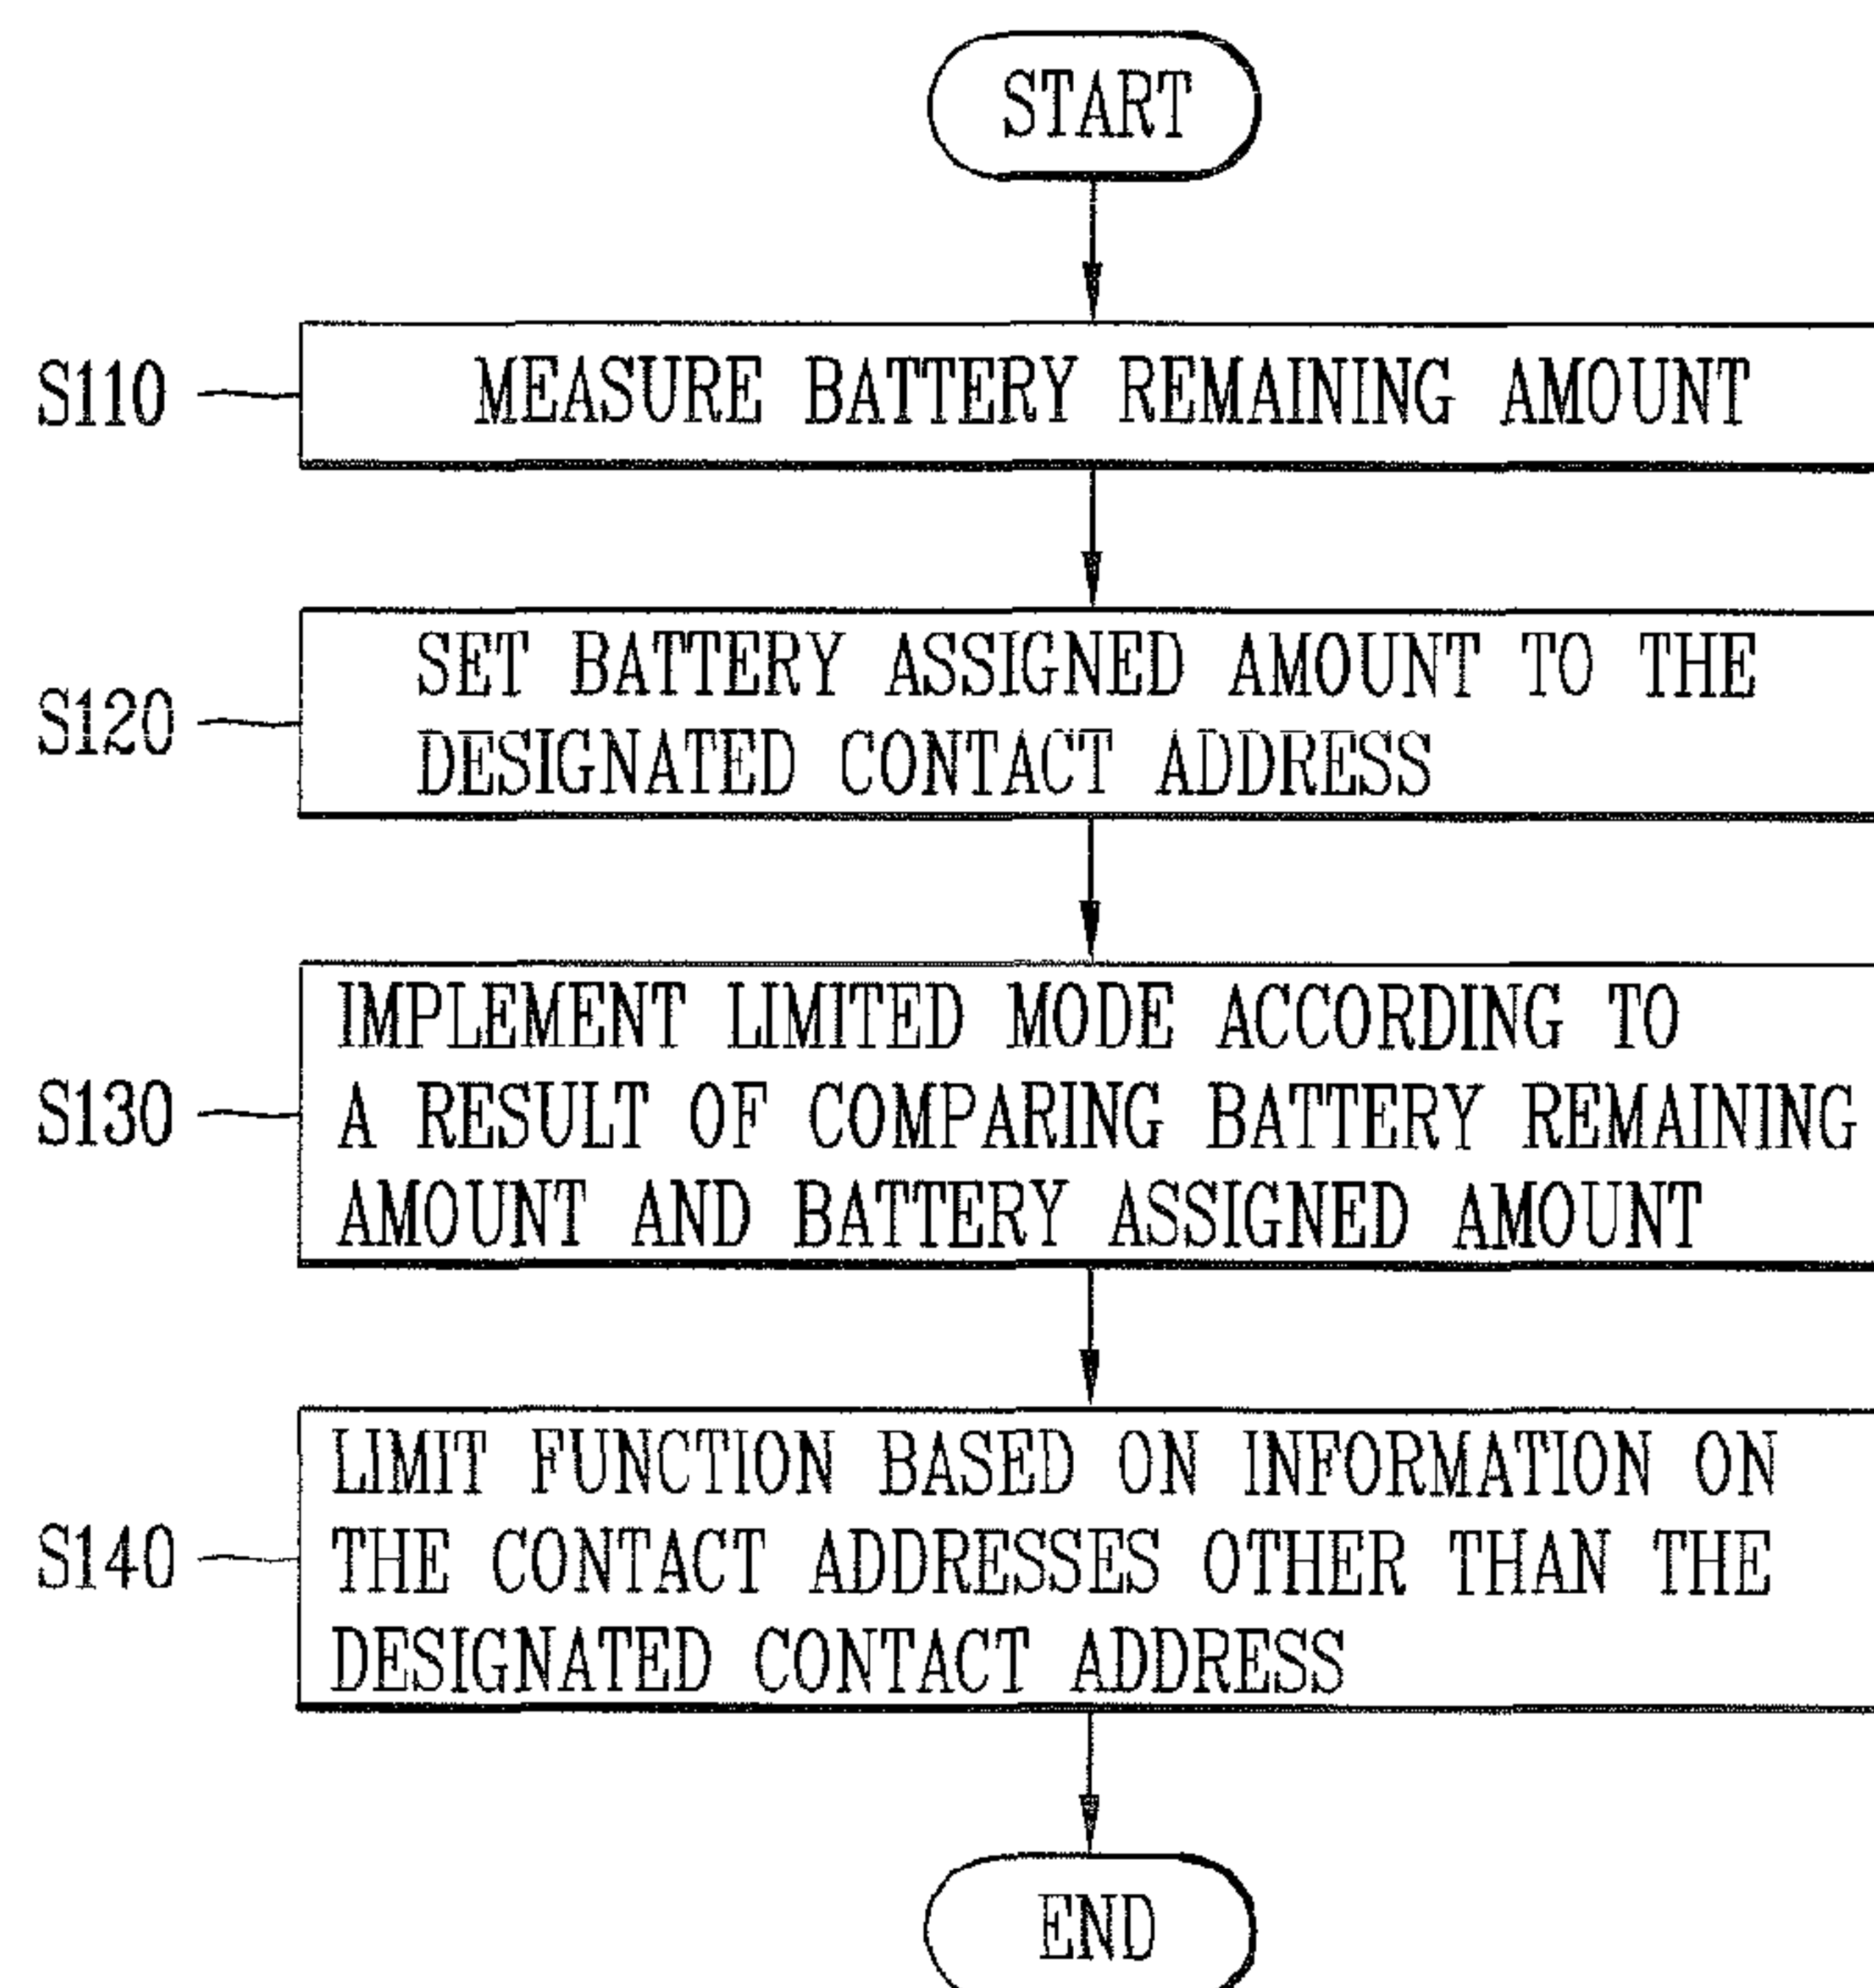 START
S110
MEASURE BATTERY REMAINING AMOUNT
S120
SET BATTERY ASSIGNED AMOUNT TO THE
DESIGNATED CONTACT ADDRESS
S130
IMPLEMENT LIMITED MODE ACCORDING TO
A RESULT OF COMPARING BATTERY REMAINING
AMOUNT AND BATTERY ASSIGNED AMOUNT
S140
LIMIT FUNCTION BASED ON INFORMATION ON
THE CONTACT ADDRESSES OTHER THAN THE
DESIGNATED CONTACT ADDRESS
END